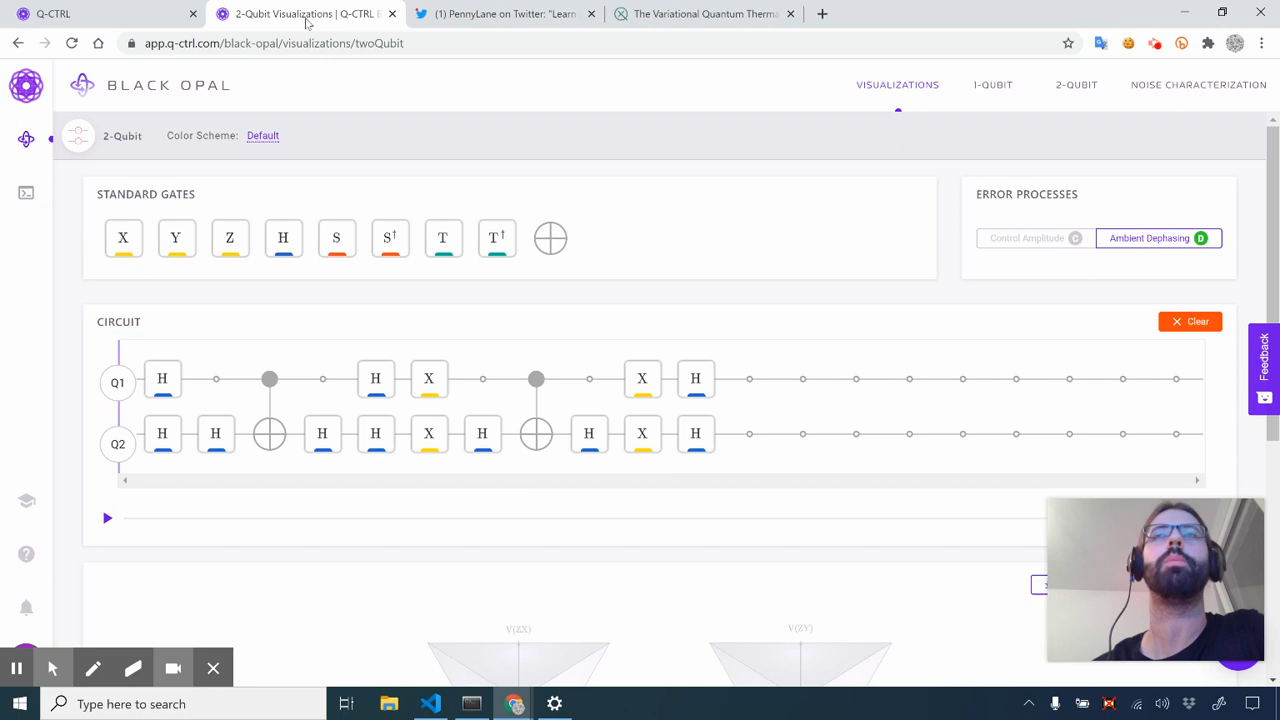 Q-CTRL
2-Qubit Visualizations | Q-CTRL B
(1) PennyLane on Twitter: "Learn
The Variational Quantum Therma
app.q-ctrl.com/black-opal/visualizations/twoQubit
BLACK OPAL
VISUALIZATIONS
1-QUBIT
2-QUBIT
NOISE CHARACTERIZATION
2-Qubit
Color Scheme: Default
STANDARD GATES
X Y Z H S S† T T†
ERROR PROCESSES
Control Amplitude C
Ambient Dephasing D
CIRCUIT
Clear
Q1 H H X X H
Q2 H H H H X H H X H
Feedback
V(ZX)
V(ZY)
Type here to search